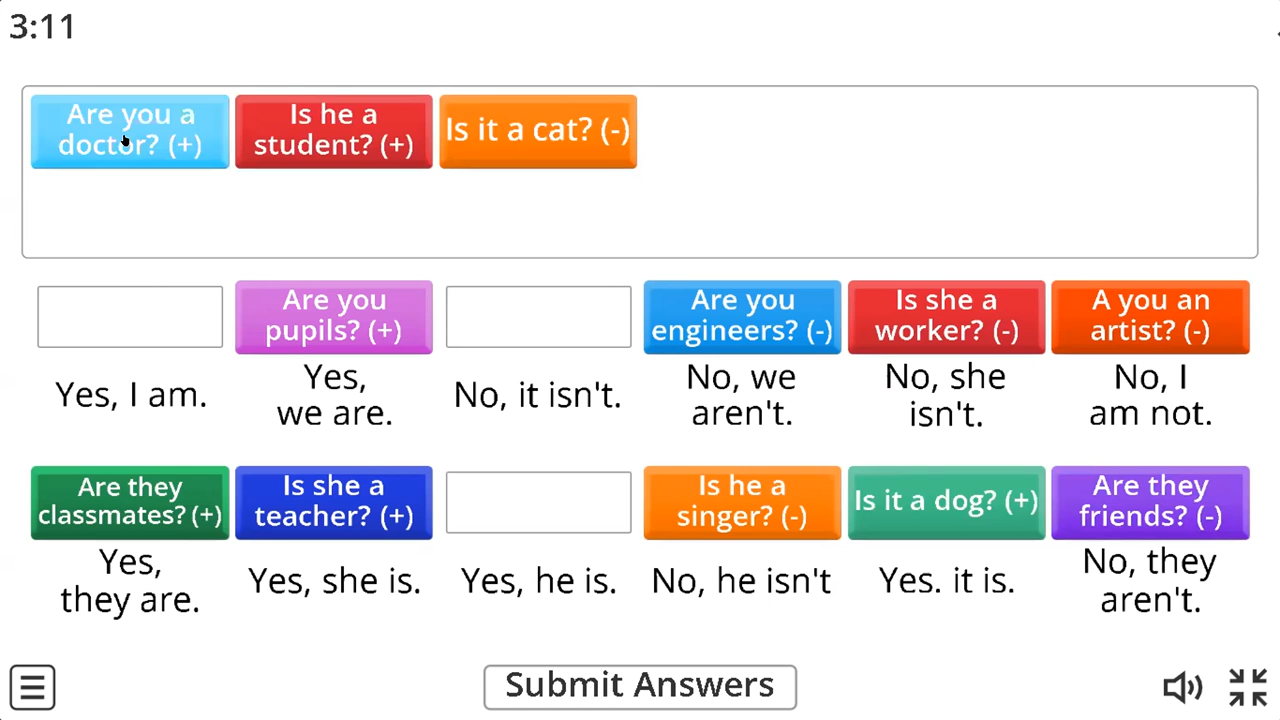 3:11
Are you a
doctor? (+)
Is he a
student? (+)
Is it a cat? (-)
Are you
pupils? (+)
Are you
engineers? (-)
Is she a
worker? (-)
A you an
artist? (-)
Yes, I am.
Yes,
we are.
No, it isn't.
No, we
aren't.
No, she
isn't.
No, I
am not.
Are they
classmates? (+)
Is she a
teacher? (+)
Is he a
singer? (-)
Is it a dog? (+)
Are they
friends? (-)
Yes,
they are.
Yes, she is.
Yes, he is.
No, he isn't
Yes. it is.
No, they
aren't.
Submit Answers